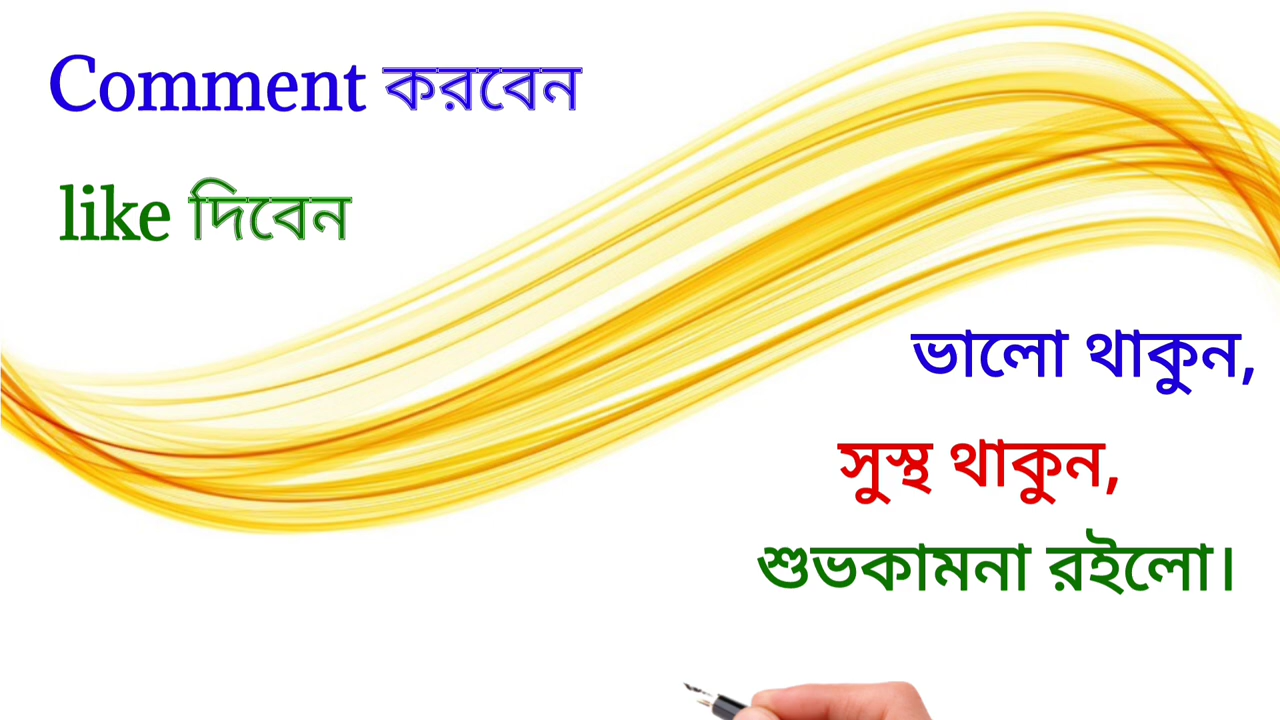 Comment করবেন
like দিবেন
ভালো থাকুন,
সুস্থ থাকুন,
শুভকামনা রইলো।